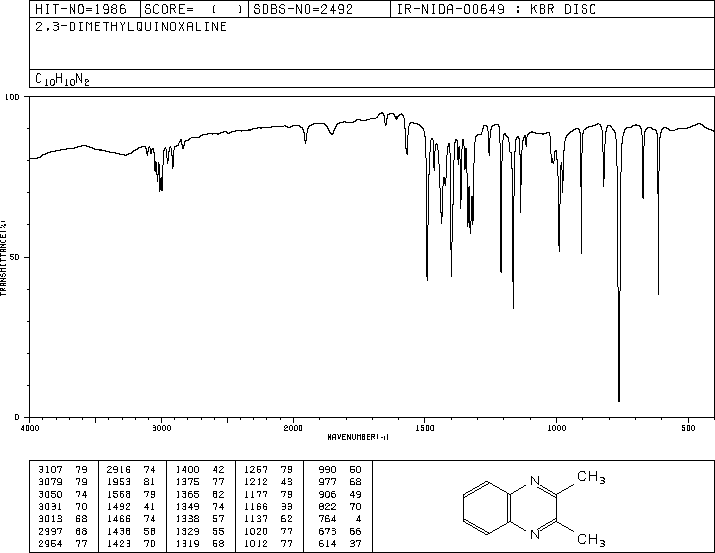 HIT-NO=1986 SCORE= ( ) SDBS-NO=2492 IR-NIDA-00649 : KBR DISC
2,3-DIMETHYLQUINOXALINE
C10H10N2
100
50
0
TRANSMITTANCE(%)
4000 3000 2000 1500 1000 500
WAVENUMBER(-1)
3107 79 2916 74 1400 42 1257 79 990 50
3079 79 1953 81 1375 77 1212 43 977 68
3050 74 1568 79 1365 62 1177 79 906 49
3031 70 1492 41 1349 74 1166 33 822 70
3013 68 1466 74 1338 57 1137 62 764 4
2997 68 1438 58 1329 55 1020 77 673 66
2954 77 1423 70 1319 58 1012 77 614 37
N CH3
N CH3